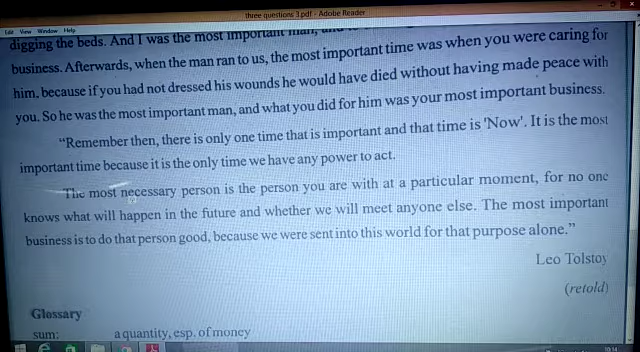 three questions 3.pdf - Adobe Reader
Edit View Window Help
digging the beds. And I was the most important man, and
business. Afterwards, when the man ran to us, the most important time was when you were caring for
him, because if you had not dressed his wounds he would have died without having made peace with
you. So he was the most important man, and what you did for him was your most important business.
"Remember then, there is only one time that is important and that time is 'Now'. It is the most
important time because it is the only time we have any power to act.
The most necessary person is the person you are with at a particular moment, for no one
knows what will happen in the future and whether we will meet anyone else. The most important
business is to do that person good, because we were sent into this world for that purpose alone."
Leo Tolstoy
(retold)
Glossary
sum: a quantity, esp. of money
10:14